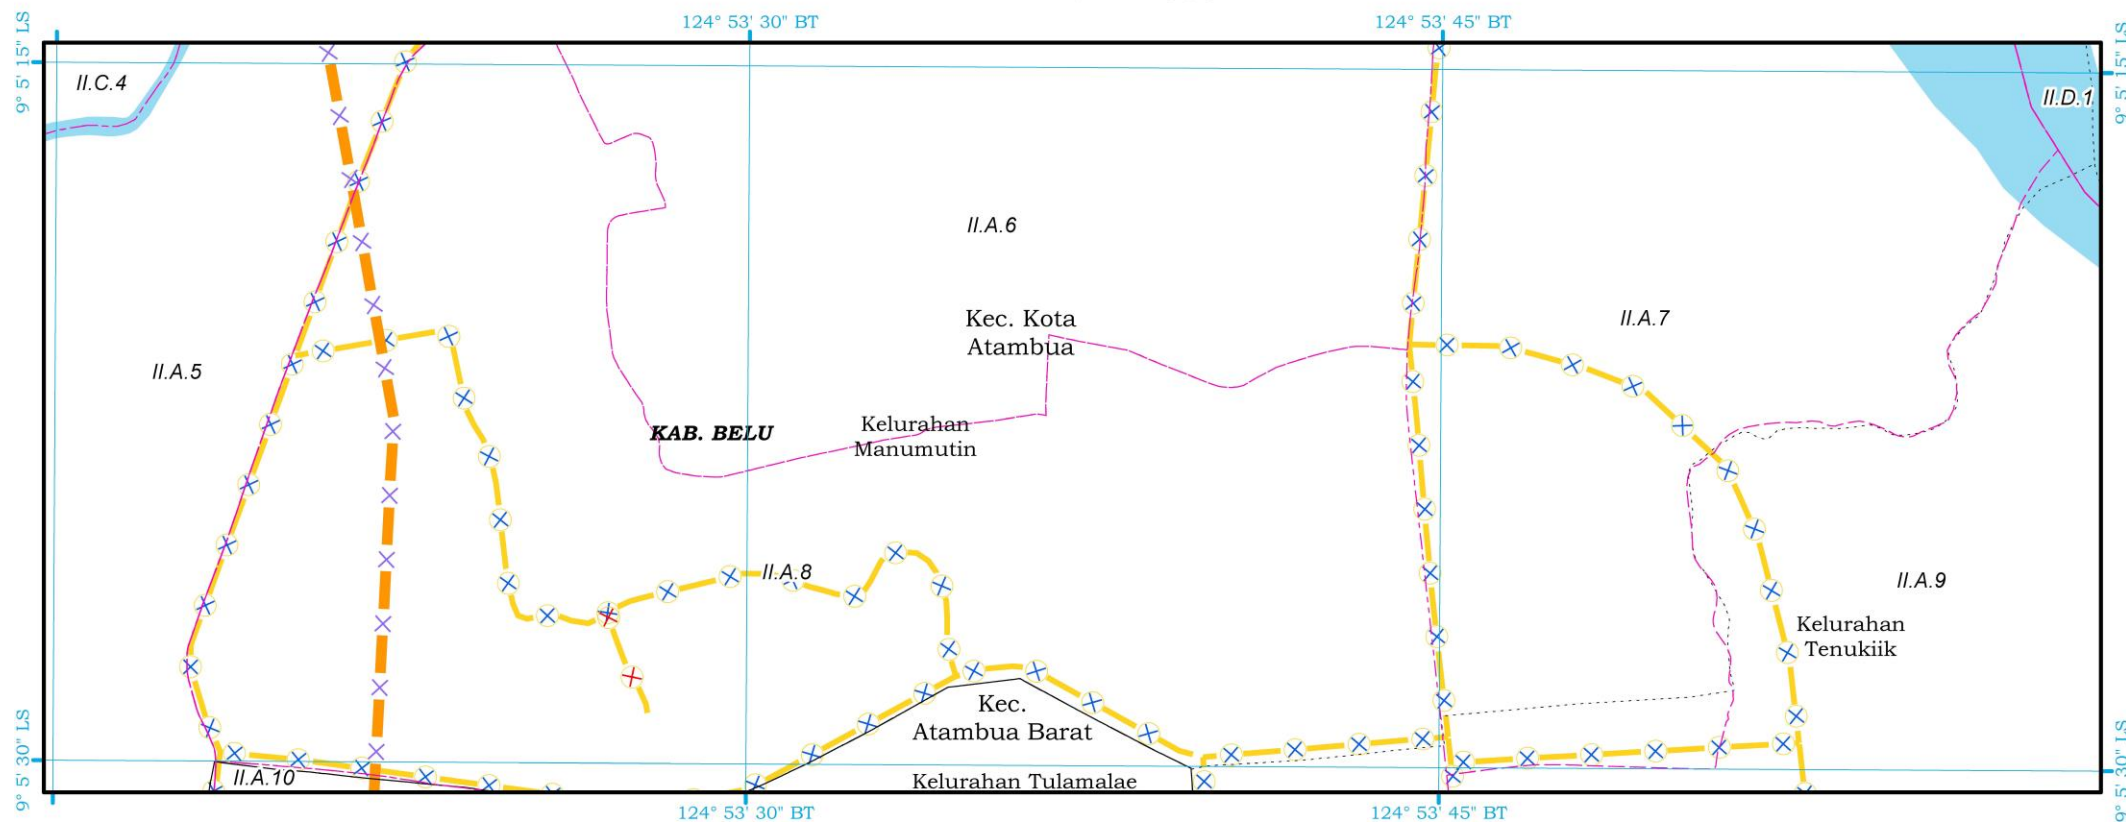 124° 53' 30" BT
124° 53' 45" BT
9° 5' 15" LS
9° 5' 15" LS
II.C.4
II.D.1
II.A.6
Kec. Kota
Atambua
II.A.7
II.A.5
KAB. BELU
Kelurahan
Manumutin
II.A.8
II.A.9
Kelurahan
Tenukiik
Kec.
Atambua Barat
9° 5' 30" LS
9° 5' 30" LS
II.A.10
Kelurahan Tulamalae
124° 53' 30" BT
124° 53' 45" BT